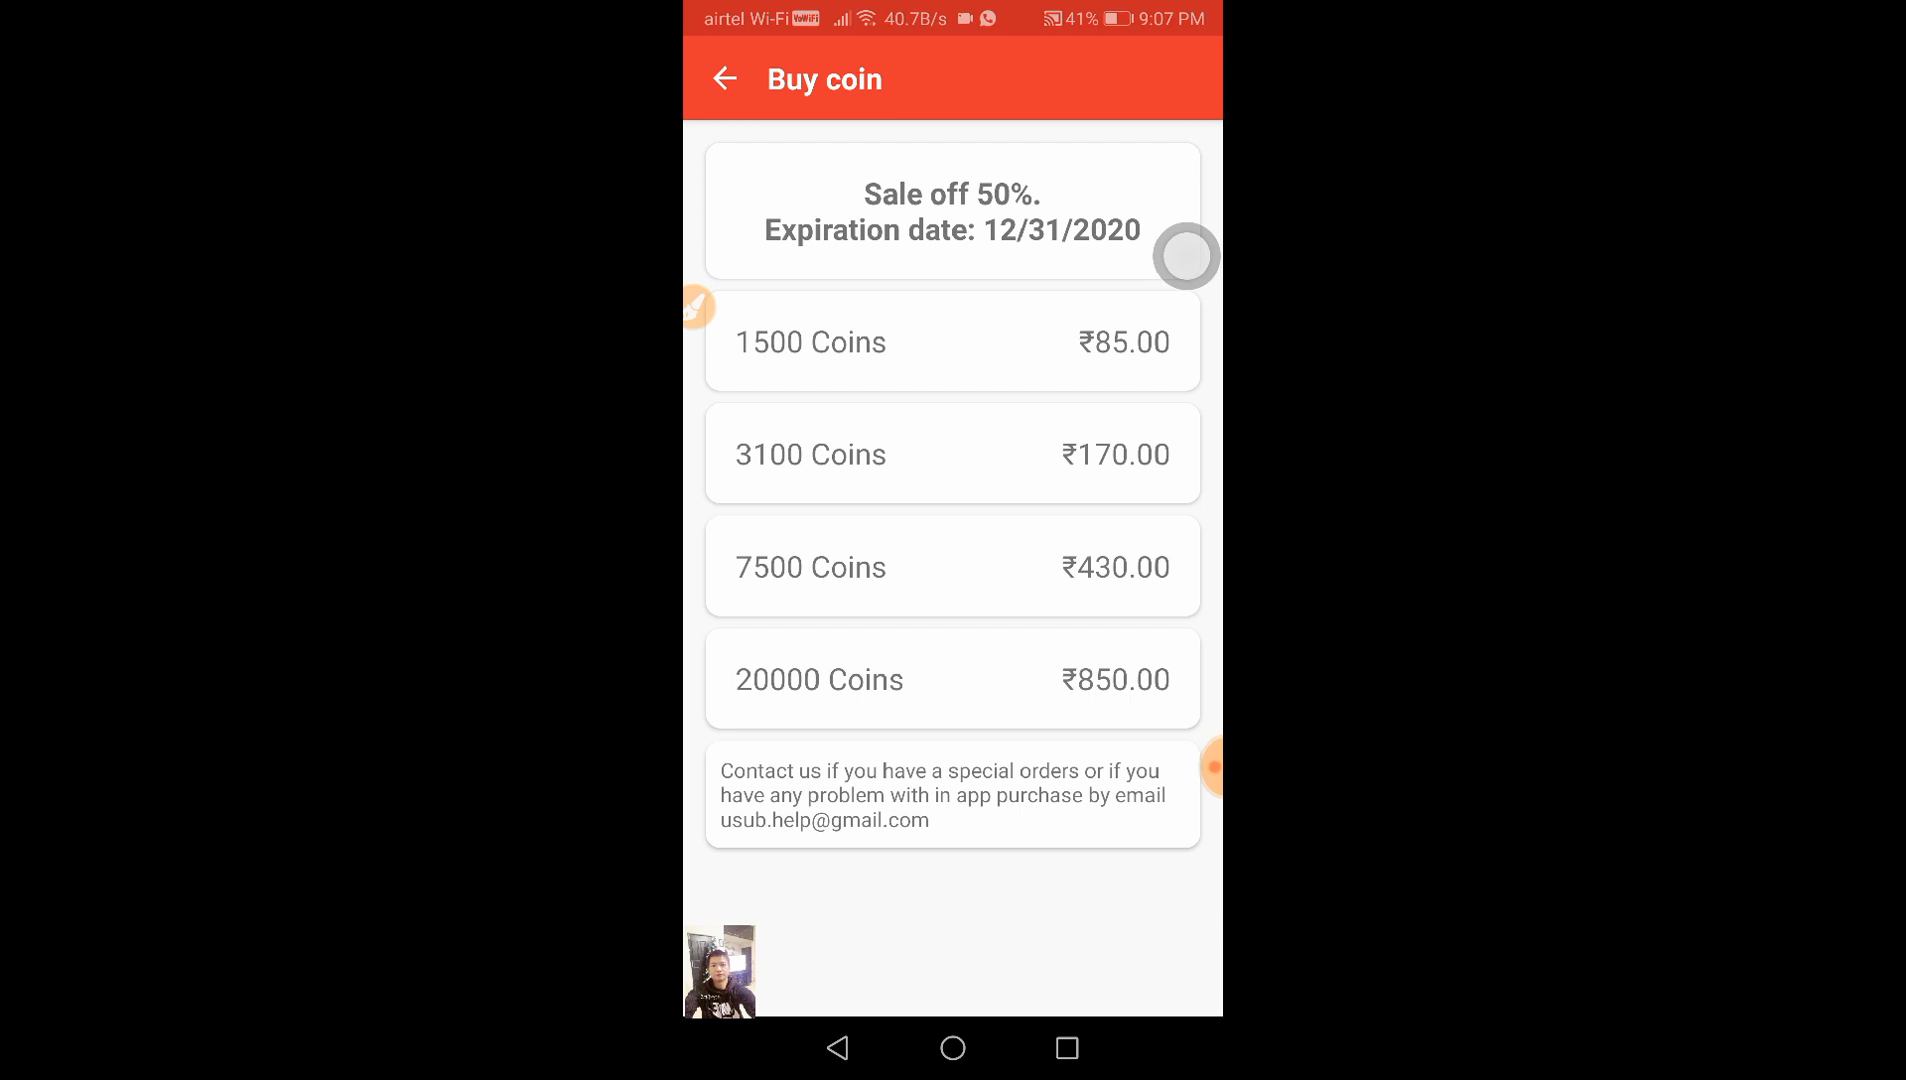 airtel Wi-Fi VoWiFi 40.7B/s 41% 9:07 PM
Buy coin
Sale off 50%.
Expiration date: 12/31/2020
1500 Coins ₹85.00
3100 Coins ₹170.00
7500 Coins ₹430.00
20000 Coins ₹850.00
Contact us if you have a special orders or if you
have any problem with in app purchase by email
usub.help@gmail.com